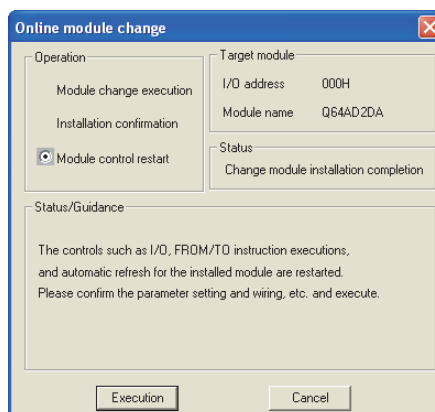 Online module change
Operation
Module change execution
Installation confirmation
Module control restart
Target module
I/O address 000H
Module name Q64AD2DA
Status
Change module installation completion
Status/Guidance
The controls such as I/O, FROM/TO instruction executions,
and automatic refresh for the installed module are restarted.
Please confirm the parameter setting and wiring, etc. and execute.
Execution Cancel